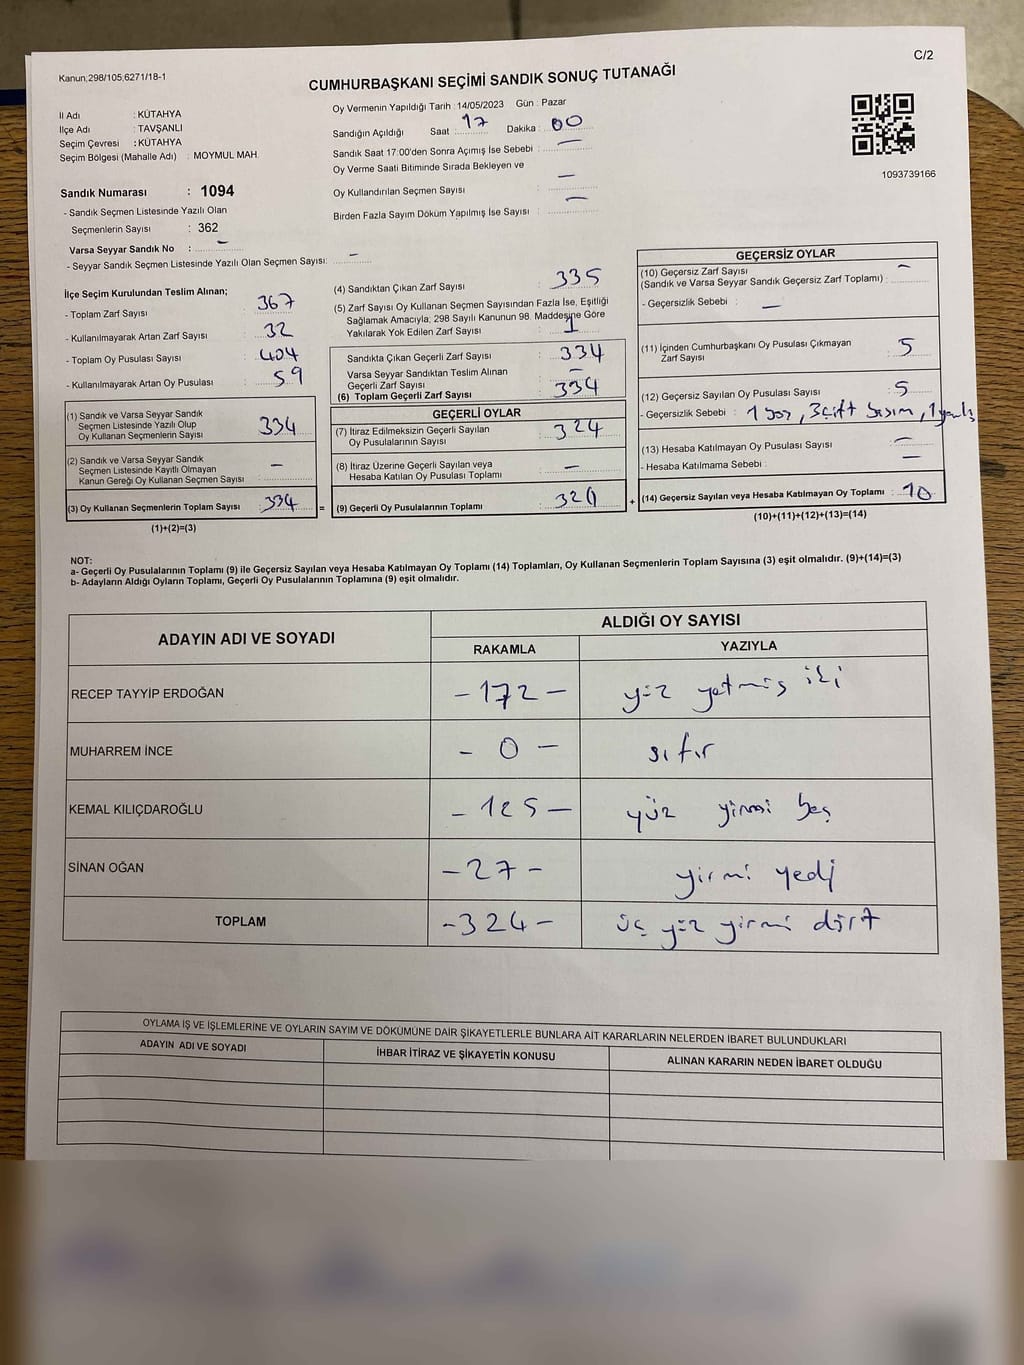 Kanun;298/105;6271/18-1
C/2
CUMHURBAŞKANI SEÇİMİ SANDIK SONUÇ TUTANAĞI
İl Adı : KÜTAHYA
İlçe Adı : TAVŞANLI
Seçim Çevresi : KÜTAHYA
Seçim Bölgesi (Mahalle Adı) : MOYMUL MAH.
Sandık Numarası : 1094
- Sandık Seçmen Listesinde Yazılı Olan
Seçmenlerin Sayısı : 362
Varsa Seyyar Sandık No : -
- Seyyar Sandık Seçmen Listesinde Yazılı Olan Seçmen Sayısı: -
Oy Vermenin Yapıldığı Tarih : 14/05/2023 Gün : Pazar
Sandığın Açıldığı Saat : 17 Dakika : 00
Sandık Saat 17:00'den Sonra Açımış İse Sebebi : -
Oy Verme Saati Bitiminde Sırada Bekleyen ve
Oy Kullandırılan Seçmen Sayısı : -
Birden Fazla Sayım Döküm Yapılmış İse Sayısı : -
1093739166
İlçe Seçim Kurulundan Teslim Alınan;
- Toplam Zarf Sayısı : 367
- Kullanılmayarak Artan Zarf Sayısı : 32
- Toplam Oy Pusulası Sayısı : 404
- Kullanılmayarak Artan Oy Pusulası : 59
(1) Sandık ve Varsa Seyyar Sandık
Seçmen Listesinde Yazılı Olup
Oy Kullanan Seçmenlerin Sayısı : 334
(2) Sandık ve Varsa Seyyar Sandık
Seçmen Listesinde Kayıtlı Olmayan
Kanun Gereği Oy Kullanan Seçmen Sayısı : -
(3) Oy Kullanan Seçmenlerin Toplam Sayısı : 334
(1)+(2)=(3)
=
(4) Sandıktan Çıkan Zarf Sayısı : 335
(5) Zarf Sayısı Oy Kullanan Seçmen Sayısından Fazla İse, Eşitliği
Sağlamak Amacıyla; 298 Sayılı Kanunun 98. Maddesine Göre
Yakılarak Yok Edilen Zarf Sayısı : 1
Sandıkta Çıkan Geçerli Zarf Sayısı : 334
Varsa Seyyar Sandıktan Teslim Alınan
Geçerli Zarf Sayısı : -
(6) Toplam Geçerli Zarf Sayısı : 334
GEÇERLİ OYLAR
(7) İtiraz Edilmeksizin Geçerli Sayılan
Oy Pusulalarının Sayısı : 324
(8) İtiraz Üzerine Geçerli Sayılan veya
Hesaba Katılan Oy Pusulası Toplamı : -
(9) Geçerli Oy Pusulalarının Toplamı : 324
+
GEÇERSİZ OYLAR
(10) Geçersiz Zarf Sayısı
(Sandık ve Varsa Seyyar Sandık Geçersiz Zarf Toplamı) : -
- Geçersizlik Sebebi : -
(11) İçinden Cumhurbaşkanı Oy Pusulası Çıkmayan
Zarf Sayısı : 5
(12) Geçersiz Sayılan Oy Pusulası Sayısı : 5
- Geçersizlik Sebebi : 1 boş, 3 çift basım, 1 yanlış
(13) Hesaba Katılmayan Oy Pusulası Sayısı : -
- Hesaba Katılmama Sebebi : -
(14) Geçersiz Sayılan veya Hesaba Katılmayan Oy Toplamı : 10
(10)+(11)+(12)+(13)=(14)
NOT:
a- Geçerli Oy Pusulalarının Toplamı (9) ile Geçersiz Sayılan veya Hesaba Katılmayan Oy Toplamı (14) Toplamları, Oy Kullanan Seçmenlerin Toplam Sayısına (3) eşit olmalıdır. (9)+(14)=(3)
b- Adayların Aldığı Oyların Toplamı, Geçerli Oy Pusulalarının Toplamına (9) eşit olmalıdır.
ADAYIN ADI VE SOYADI
ALDIĞI OY SAYISI
RAKAMLA YAZIYLA
RECEP TAYYİP ERDOĞAN -172- yüz yetmiş iki
MUHARREM İNCE -0- sıfır
KEMAL KILIÇDAROĞLU -125- yüz yirmi beş
SİNAN OĞAN -27- yirmi yedi
TOPLAM -324- üç yüz yirmi dört
OYLAMA İŞ VE İŞLEMLERİNE VE OYLARIN SAYIM VE DÖKÜMÜNE DAİR ŞİKAYETLERLE BUNLARA AİT KARARLARIN NELERDEN İBARET BULUNDUKLARI
ADAYIN ADI VE SOYADI İHBAR İTİRAZ VE ŞİKAYETİN KONUSU ALINAN KARARIN NEDEN İBARET OLDUĞU